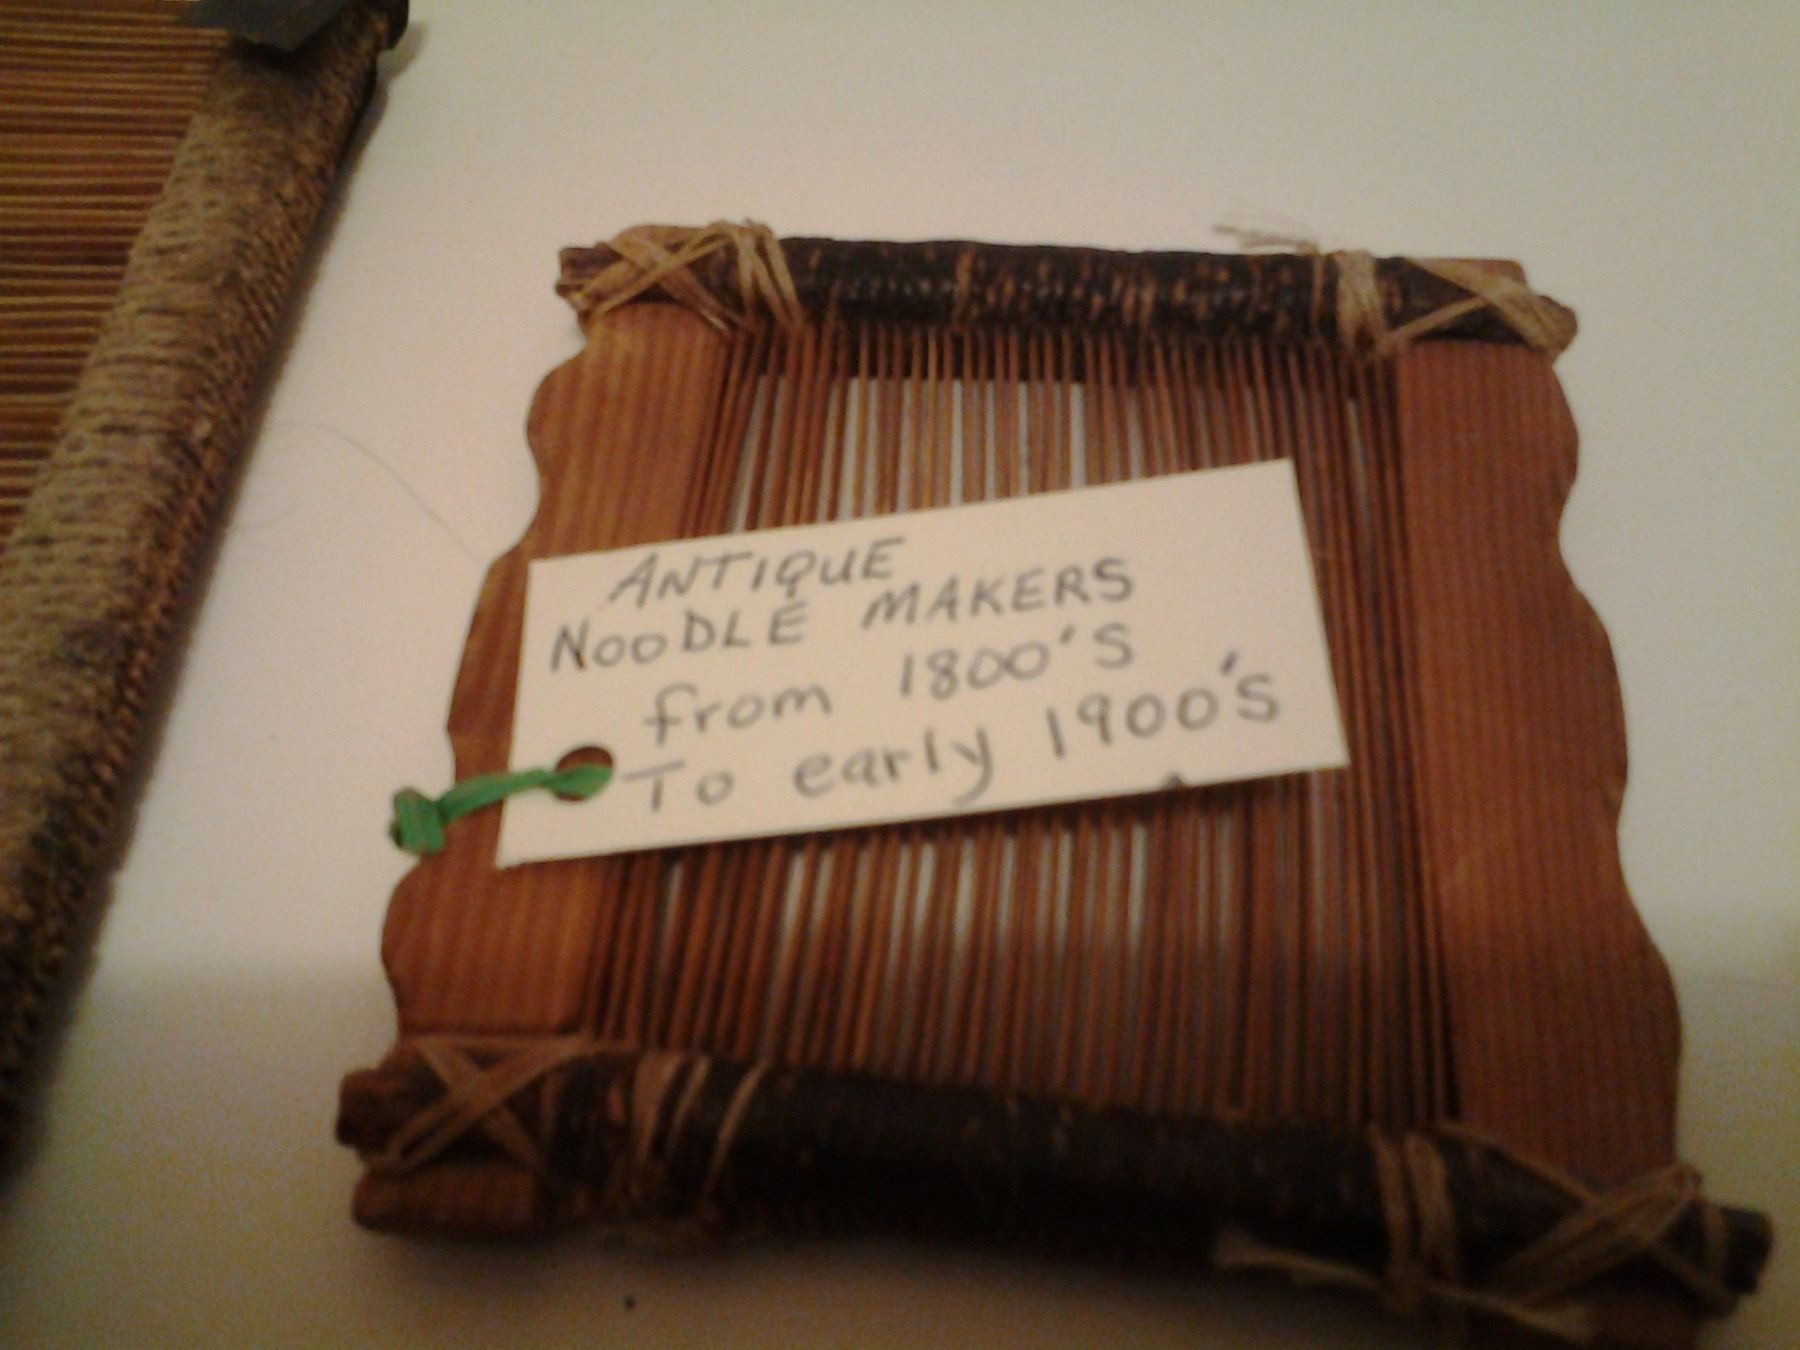 ANTIQUE
NOODLE MAKERS
from 1800'S
To early 1900'S